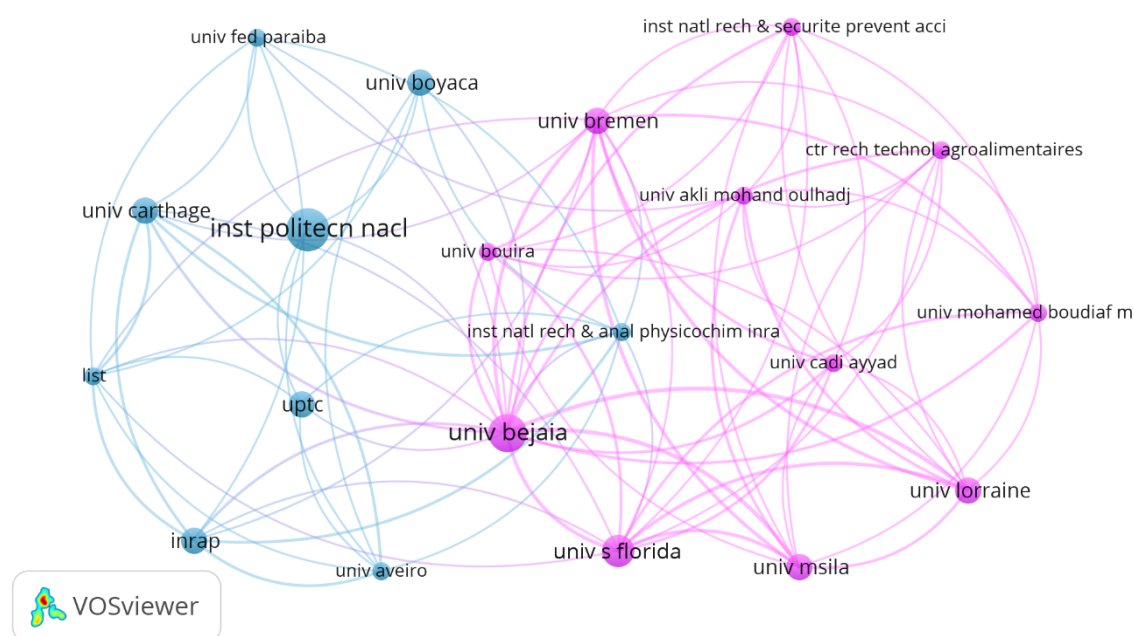 inst natl rech & securite prevent acci
univ fed paraiba
univ boyaca
univ bremen
ctr rech technol agroalimentaires
univ akli mohand oulhadj
univ carthage
inst politecn nacl
univ bouira
univ mohamed boudiaf m
inst natl rech & anal physicochim inra
univ cadi ayyad
list
uptc
univ bejaia
univ lorraine
inrap
univ s florida
univ msila
univ aveiro
VOSviewer